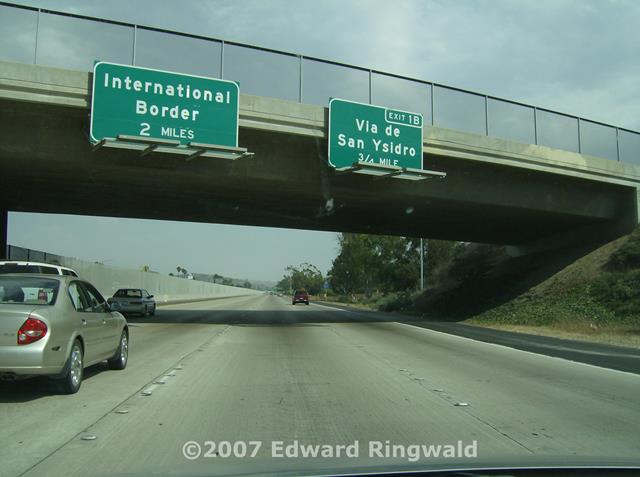 International
Border
2 MILES
EXIT 1B
Via de
San Ysidro
3/4 MILE
©2007 Edward Ringwald